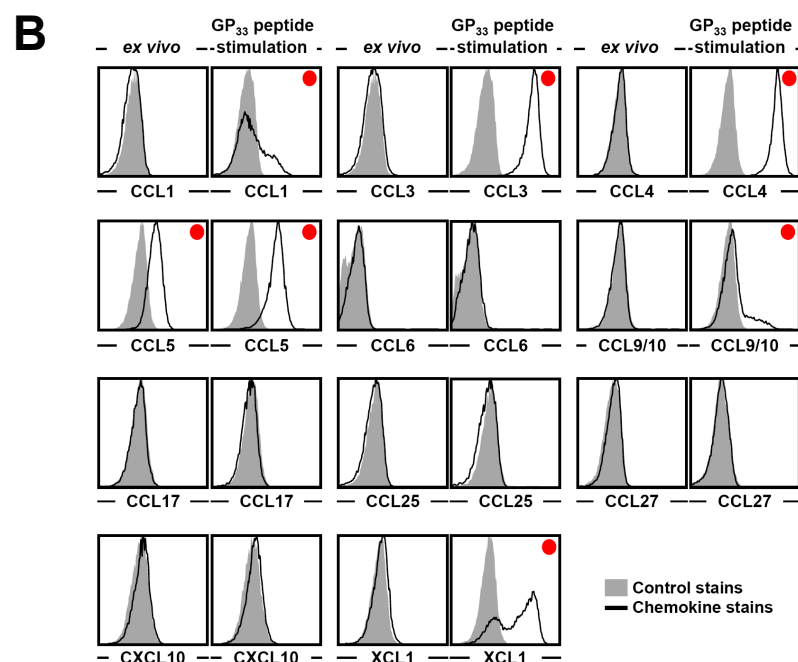 B
ex vivo GP33 peptide stimulation ex vivo GP33 peptide stimulation ex vivo GP33 peptide stimulation
CCL1 CCL1 CCL3 CCL3 CCL4 CCL4
CCL5 CCL5 CCL6 CCL6 CCL9/10 CCL9/10
CCL17 CCL17 CCL25 CCL25 CCL27 CCL27
Control stains
Chemokine stains
CXCL10 CXCL10 XCL1 XCL1